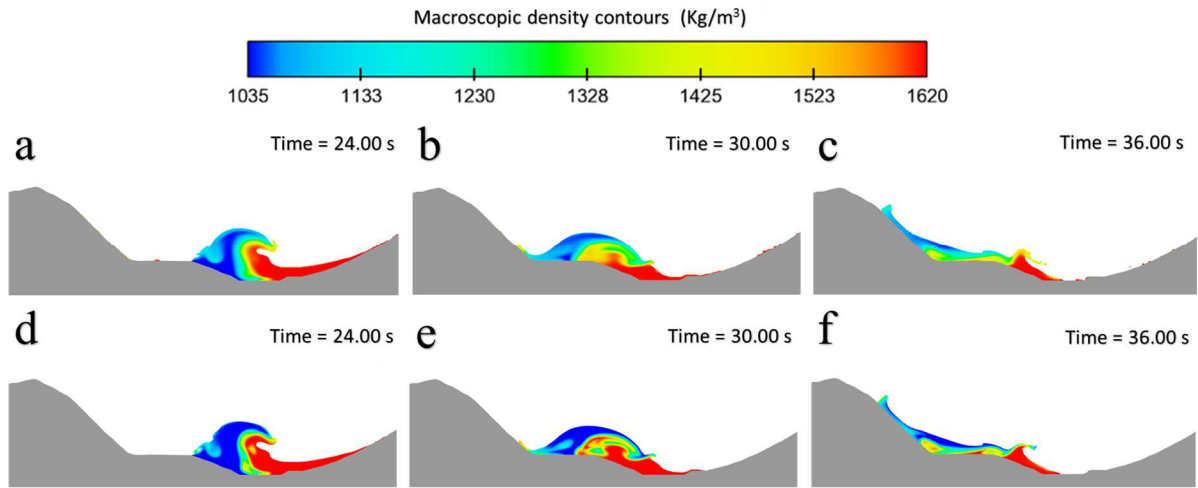 Macroscopic density contours (Kg/m³)
1035 1133 1230 1328 1425 1523 1620
a Time = 24.00 s b Time = 30.00 s c Time = 36.00 s
d Time = 24.00 s e Time = 30.00 s f Time = 36.00 s